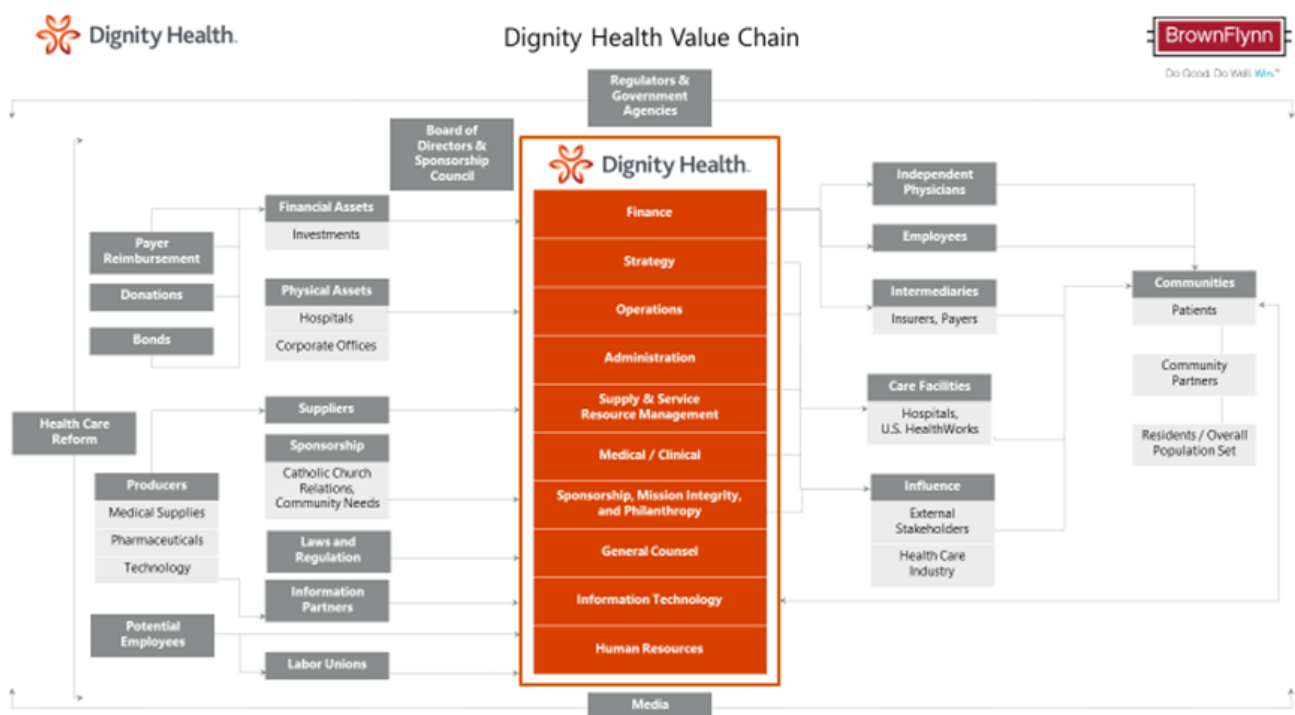 Dignity Health.
Dignity Health Value Chain
BrownFlynn
Do Good. Do Well. Win.™
Regulators &
Government
Agencies
Board of
Directors &
Sponsorship
Council
Health Care
Reform
Payer
Reimbursement
Donations
Bonds
Producers
Medical Supplies
Pharmaceuticals
Technology
Potential
Employees
Financial Assets
Investments
Physical Assets
Hospitals
Corporate Offices
Suppliers
Sponsorship
Catholic Church
Relations,
Community Needs
Laws and
Regulation
Information
Partners
Labor Unions
Dignity Health.
Finance
Strategy
Operations
Administration
Supply & Service
Resource Management
Medical / Clinical
Sponsorship, Mission Integrity,
and Philanthropy
General Counsel
Information Technology
Human Resources
Independent
Physicians
Employees
Intermediaries
Insurers, Payers
Care Facilities
Hospitals,
U.S. HealthWorks
Influence
External
Stakeholders
Health Care
Industry
Communities
Patients
Community
Partners
Residents / Overall
Population Set
Media